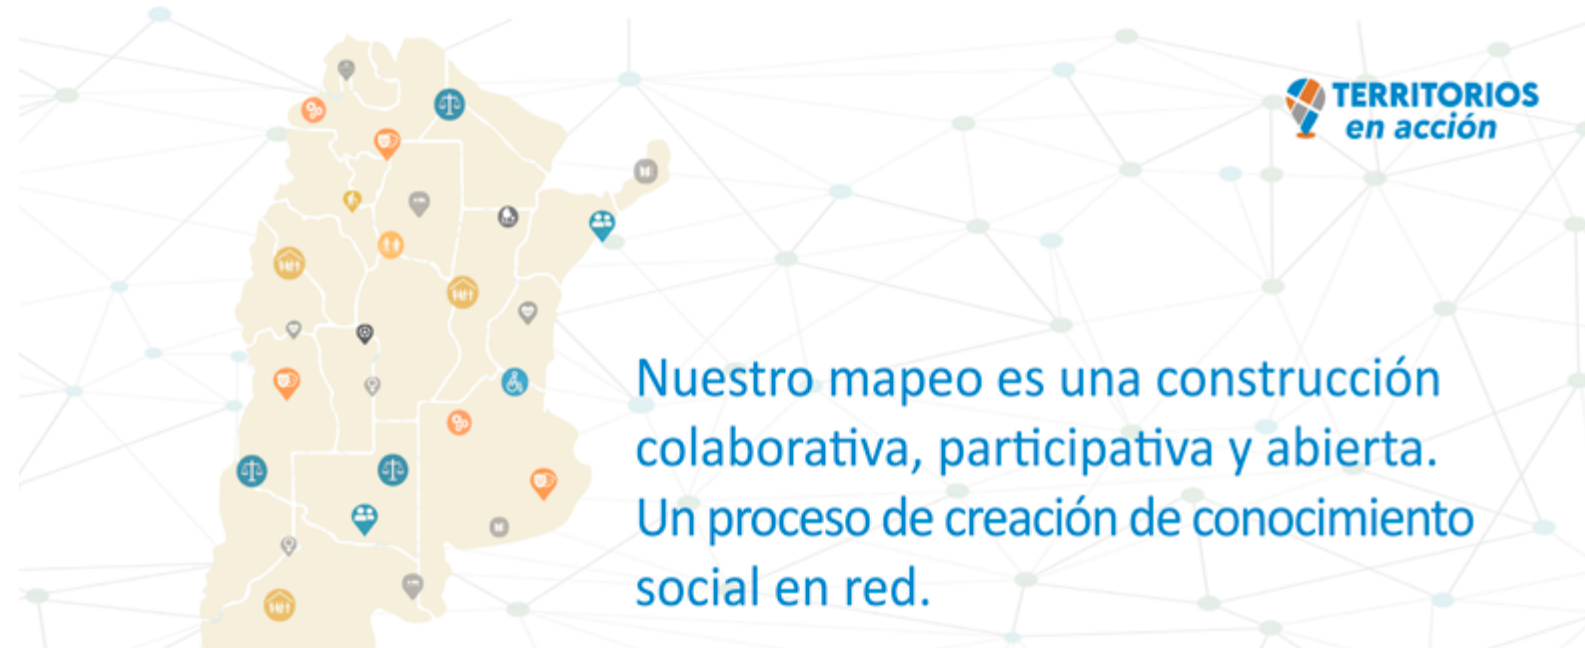 TERRITORIOS
en acción
Nuestro mapeo es una construcción
colaborativa, participativa y abierta.
Un proceso de creación de conocimiento
social en red.